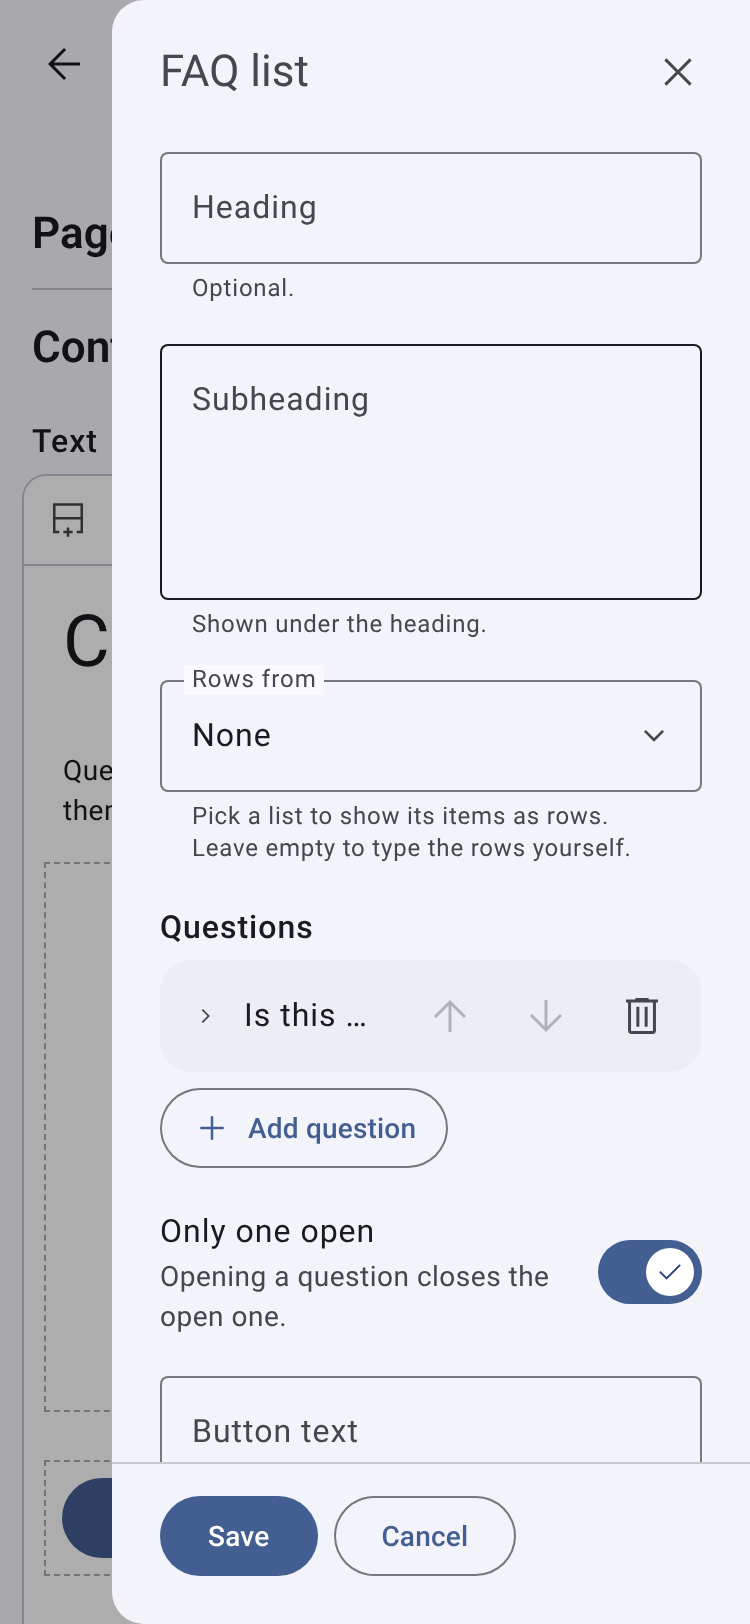 FAQ list
Heading
Optional.
Subheading
Shown under the heading.
Rows from
None
Pick a list to show its items as rows.
Leave empty to type the rows yourself.
Questions
Is this ...
Add question
Only one open
Opening a question closes the
open one.
Button text
Save
Cancel
Text